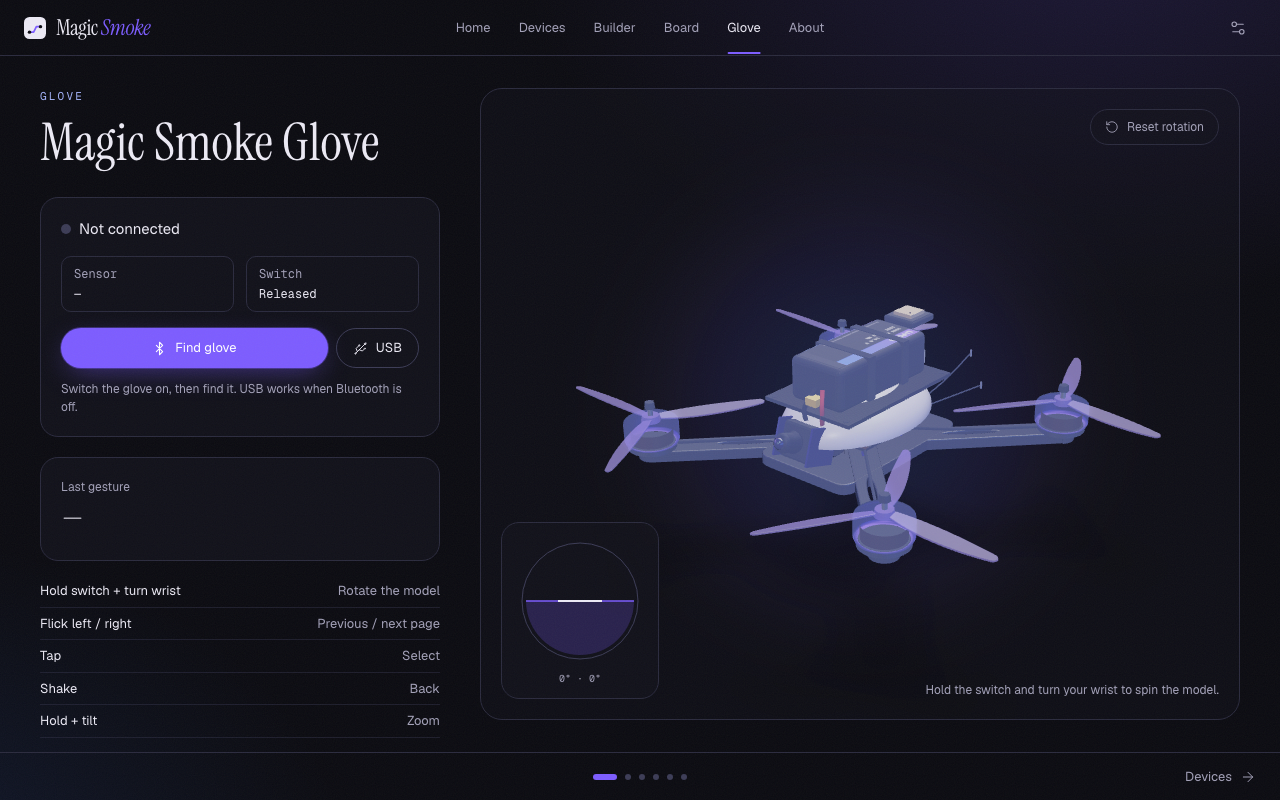 Magic Smoke
Home
Devices
Builder
Board
Glove
About
GLOVE
Magic Smoke Glove
Not connected
Sensor
—
Switch
Released
Find glove
USB
Switch the glove on, then find it. USB works when Bluetooth is
off.
Last gesture
—
Hold switch + turn wrist
Rotate the model
Flick left / right
Previous / next page
Tap
Select
Shake
Back
Hold + tilt
Zoom
Reset rotation
0° · 0°
Hold the switch and turn your wrist to spin the model.
Devices